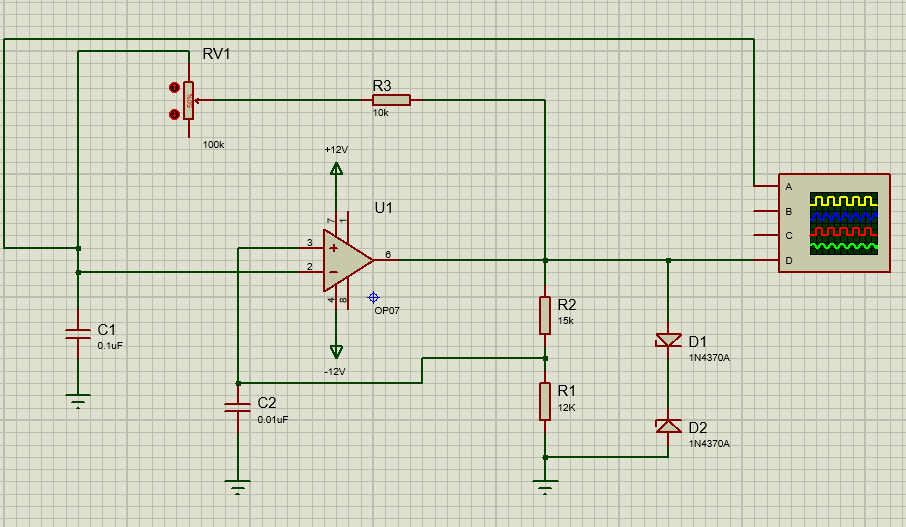 RV1
50%
100k
R3
10k
+12V
U1
7
1
3
2
6
4
8
OP07
-12V
A
B
C
D
R2
15k
D1
1N4370A
C1
0.1uF
C2
0.01uF
R1
12K
D2
1N4370A